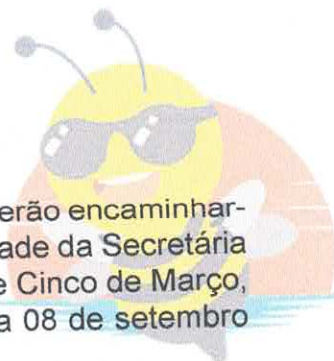 erão encaminhar-
ade da Secretária
e Cinco de Março,
a 08 de setembro